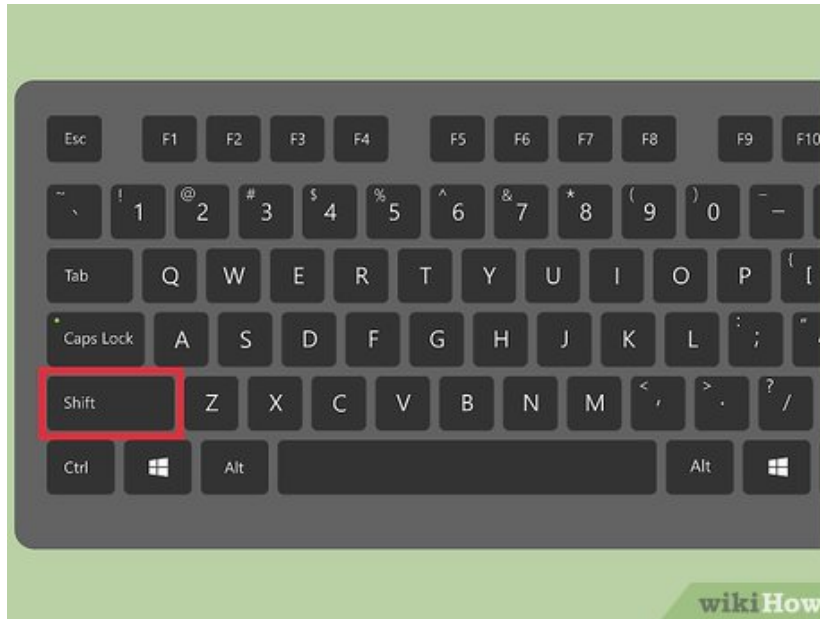 Esc F1 F2 F3 F4 F5 F6 F7 F8 F9 F10
~ ` ! 1 @ 2 # 3 $ 4 % 5 ^ 6 & 7 * 8 ( 9 ) 0 – —
Tab Q W E R T Y U I O P { [
Caps Lock A S D F G H J K L : ; "
Shift Z X C V B N M < , > . ? /
Ctrl Alt Alt
wikiHow